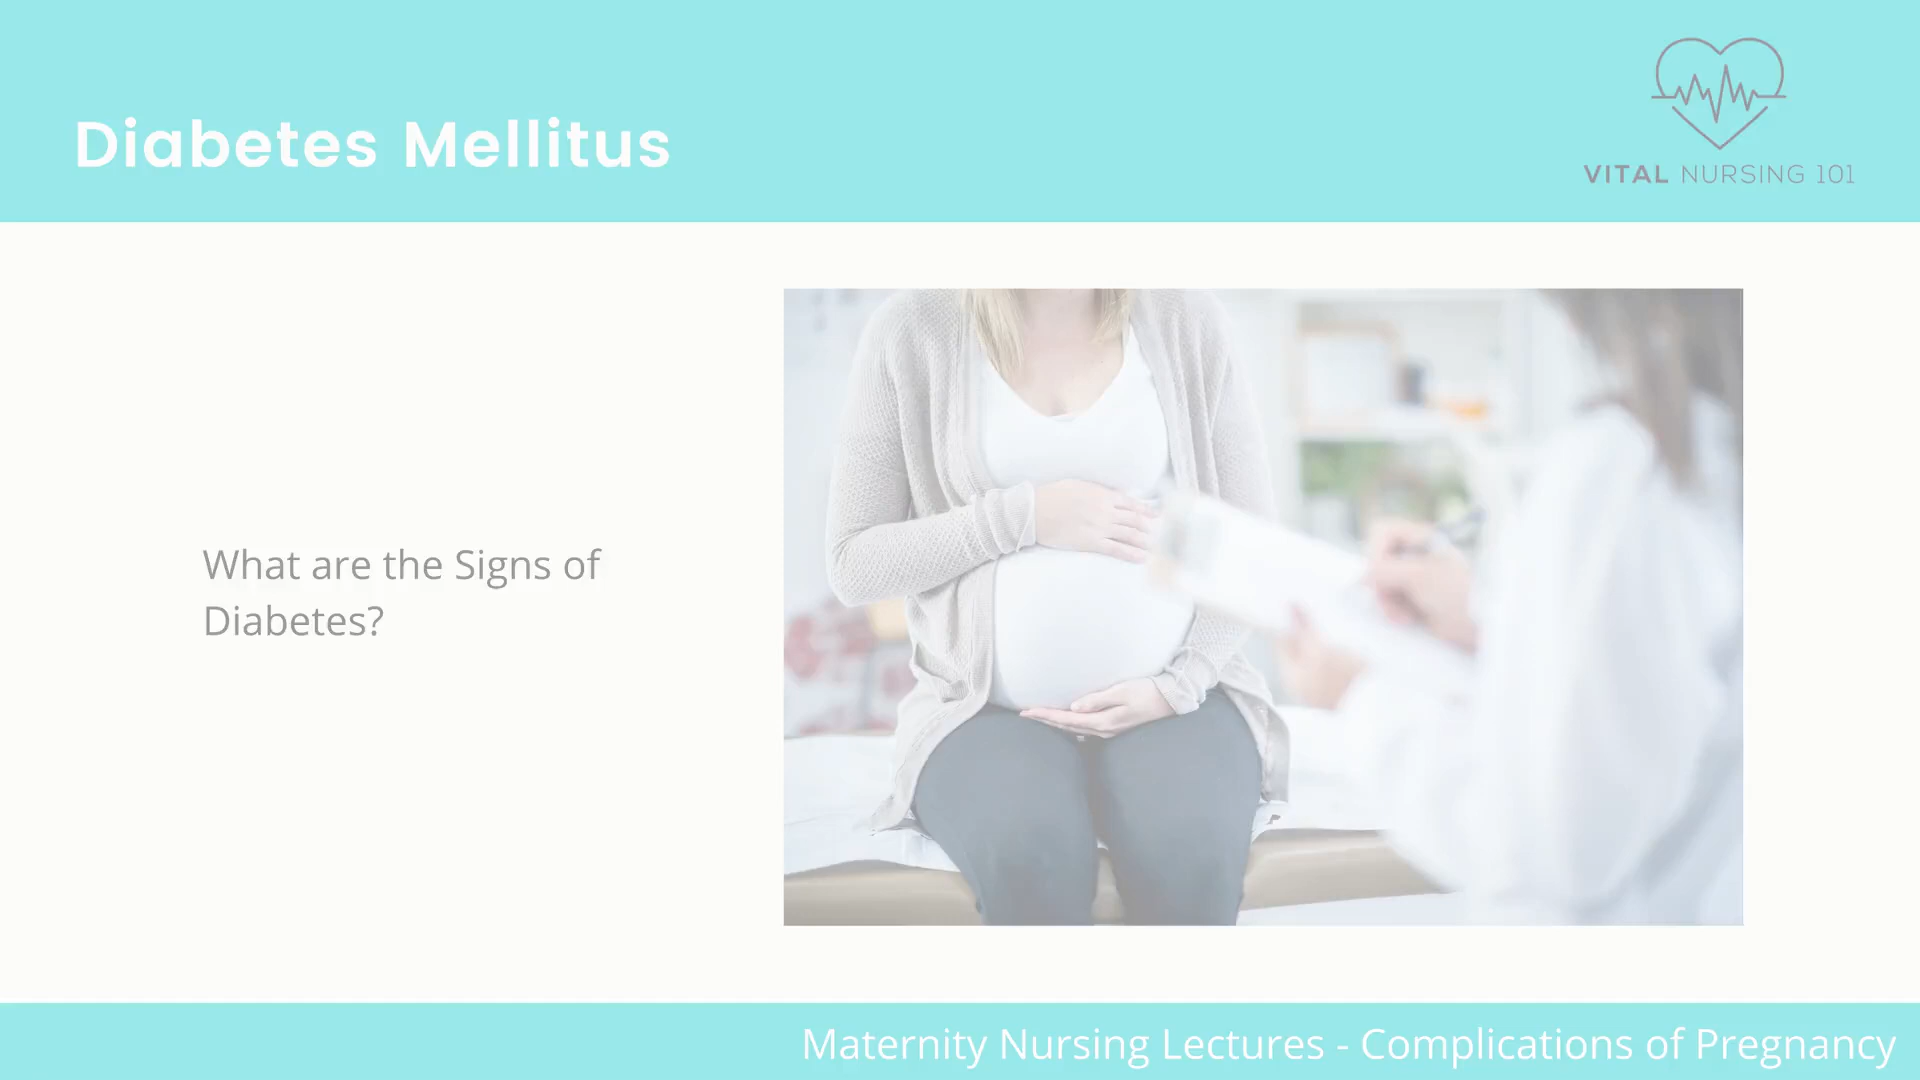 Diabetes Mellitus
VITAL NURSING 101
What are the Signs of
Diabetes?
Maternity Nursing Lectures - Complications of Pregnancy